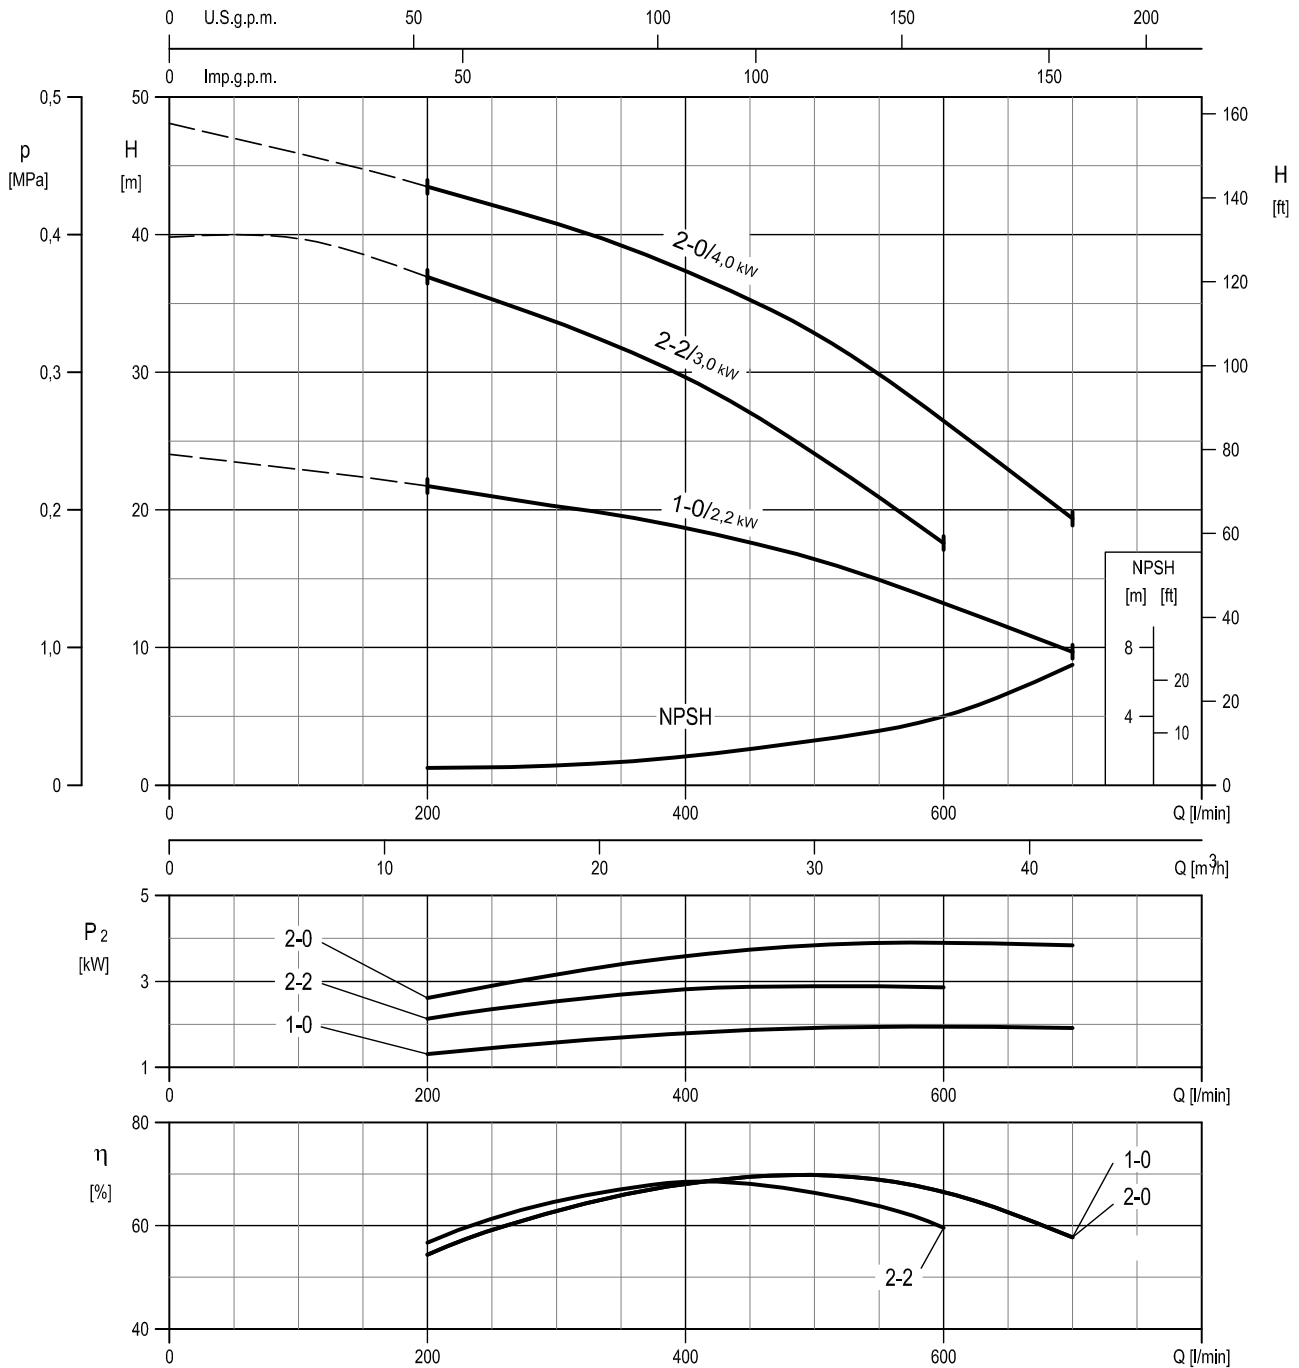 0 U.S.g.p.m. 50 100 150 200
0 Imp.g.p.m. 50 100 150
p
[MPa]
0,5
0,4
0,3
0,2
1,0
0
H
[m]
50
40
30
20
10
0
H
[ft]
160
140
120
100
80
60
40
20
0
2-0/4,0 kW
2-2/3,0 kW
1-0/2,2 kW
NPSH
NPSH
[m] [ft]
8
20
4
10
0 200 400 600 Q [l/min]
0 10 20 30 40 Q [m³/h]
P2
[kW]
5
3
1
2-0
2-2
1-0
0 200 400 600 Q [l/min]
η
[%]
80
60
40
1-0
2-0
2-2
0 200 400 600 Q [l/min]